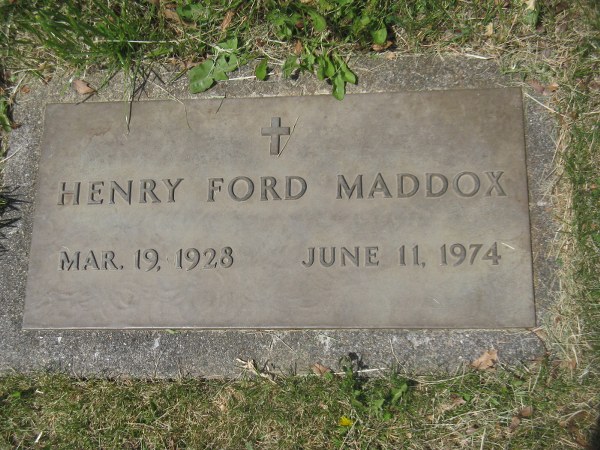 HENRY FORD MADDOX
MAR. 19, 1928 JUNE 11, 1974